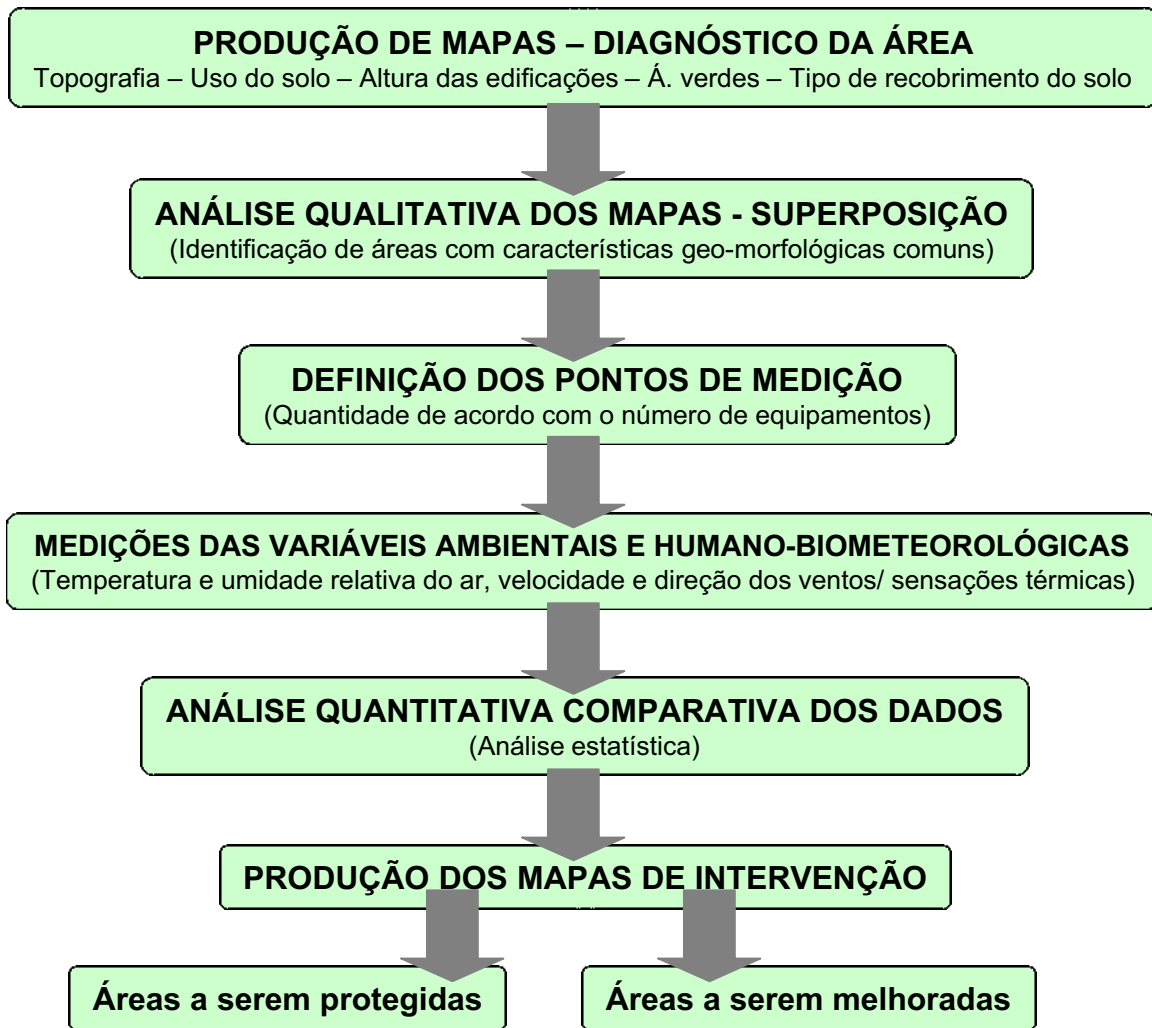 PRODUÇÃO DE MAPAS – DIAGNÓSTICO DA ÁREA
Topografia – Uso do solo – Altura das edificações – Á. verdes – Tipo de recobrimento do solo
ANÁLISE QUALITATIVA DOS MAPAS - SUPERPOSIÇÃO
(Identificação de áreas com características geo-morfológicas comuns)
DEFINIÇÃO DOS PONTOS DE MEDIÇÃO
(Quantidade de acordo com o número de equipamentos)
MEDIÇÕES DAS VARIÁVEIS AMBIENTAIS E HUMANO-BIOMETEOROLÓGICAS
(Temperatura e umidade relativa do ar, velocidade e direção dos ventos/ sensações térmicas)
ANÁLISE QUANTITATIVA COMPARATIVA DOS DADOS
(Análise estatística)
PRODUÇÃO DOS MAPAS DE INTERVENÇÃO
Áreas a serem protegidas
Áreas a serem melhoradas